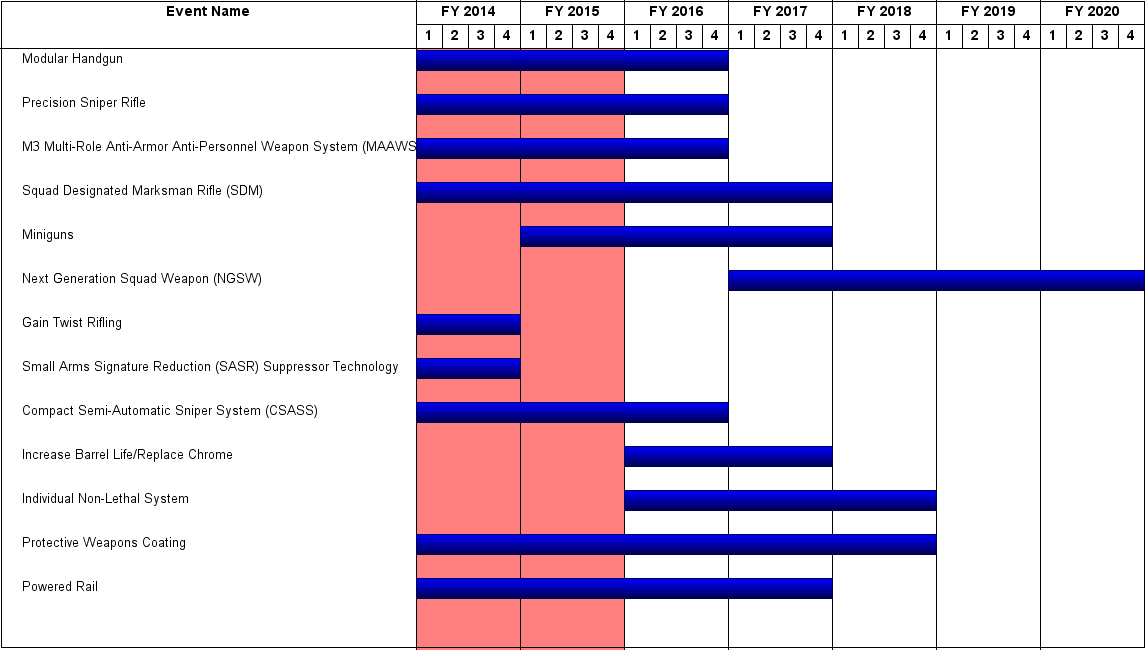 Event Name FY 2014 FY 2015 FY 2016 FY 2017 FY 2018 FY 2019 FY 2020
1 2 3 4 1 2 3 4 1 2 3 4 1 2 3 4 1 2 3 4 1 2 3 4 1 2 3 4
Modular Handgun
Precision Sniper Rifle
M3 Multi-Role Anti-Armor Anti-Personnel Weapon System (MAAWS
Squad Designated Marksman Rifle (SDM)
Miniguns
Next Generation Squad Weapon (NGSW)
Gain Twist Rifling
Small Arms Signature Reduction (SASR) Suppressor Technology
Compact Semi-Automatic Sniper System (CSASS)
Increase Barrel Life/Replace Chrome
Individual Non-Lethal System
Protective Weapons Coating
Powered Rail